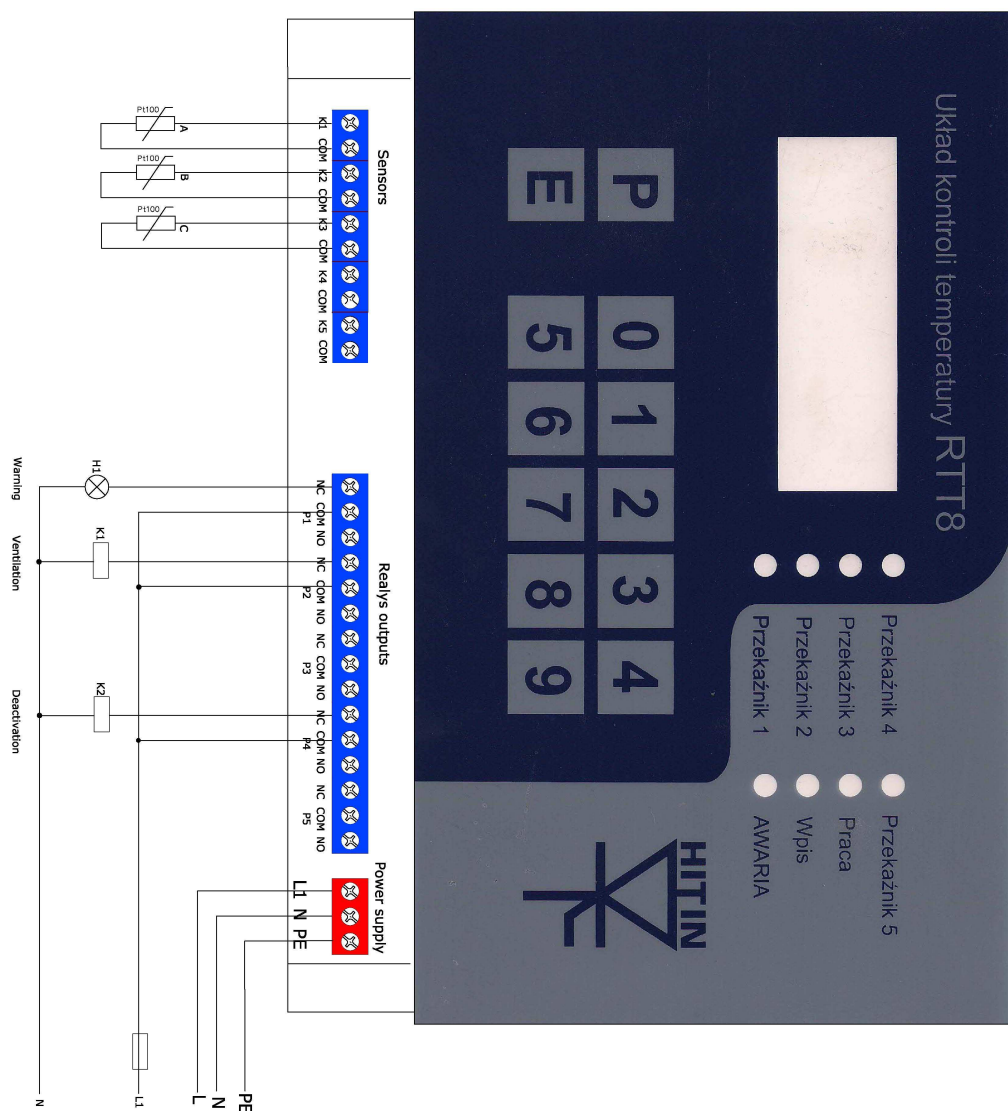 Układ kontroli temperatury RTT8
P 0 1 2 3 4
E 5 6 7 8 9
Przekaźnik 4
Przekaźnik 3
Przekaźnik 2
Przekaźnik 1
Przekaźnik 5
Praca
Wpis
AWARIA
HITIN
Sensors
Realys outputs
Power supply
K1 COM K2 COM K3 COM K4 COM K5 COM
NC COM NO NC COM NO NC COM NO NC COM NO NC COM NO
P1 P2 P3 P4 P5
L1 N PE
A
Pt100
B
Pt100
C
Pt100
H1
K1
K2
Warning
Ventilation
Deactivation
PE
N
L
L1
N